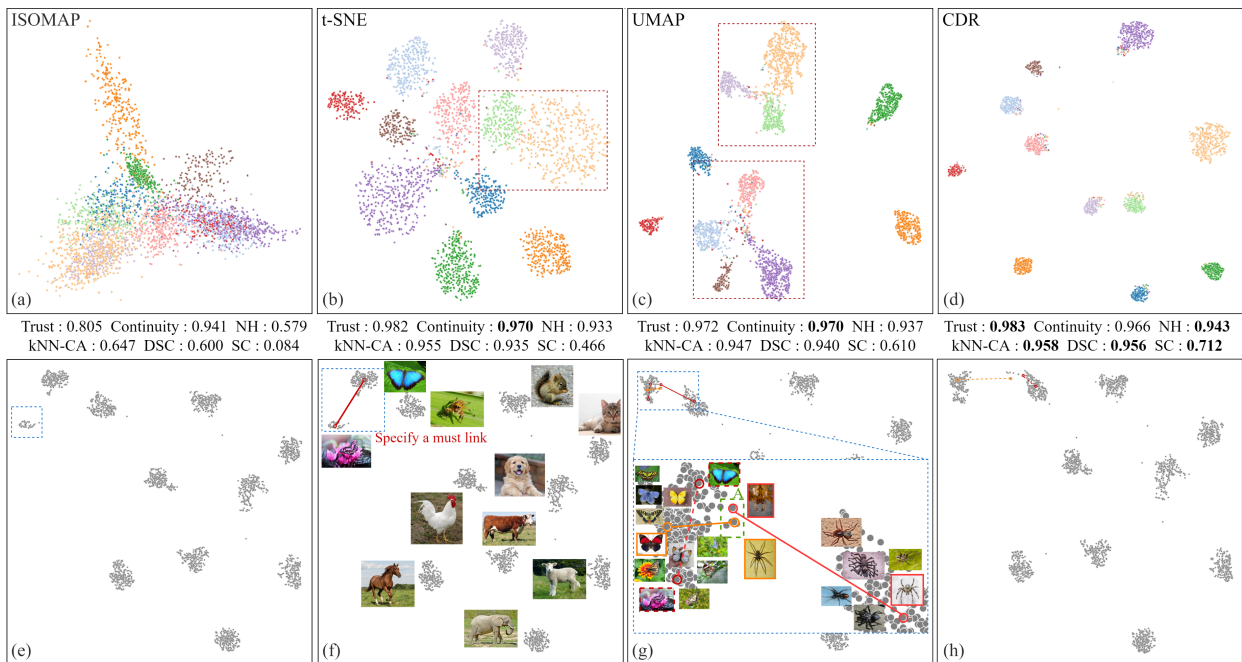 ISOMAP
t-SNE
UMAP
CDR
(a)
(b)
(c)
(d)
Trust : 0.805 Continuity : 0.941 NH : 0.579
kNN-CA : 0.647 DSC : 0.600 SC : 0.084
Trust : 0.982 Continuity : 0.970 NH : 0.933
kNN-CA : 0.955 DSC : 0.935 SC : 0.466
Trust : 0.972 Continuity : 0.970 NH : 0.937
kNN-CA : 0.947 DSC : 0.940 SC : 0.610
Trust : 0.983 Continuity : 0.966 NH : 0.943
kNN-CA : 0.958 DSC : 0.956 SC : 0.712
Specify a must link
A
(e)
(f)
(g)
(h)